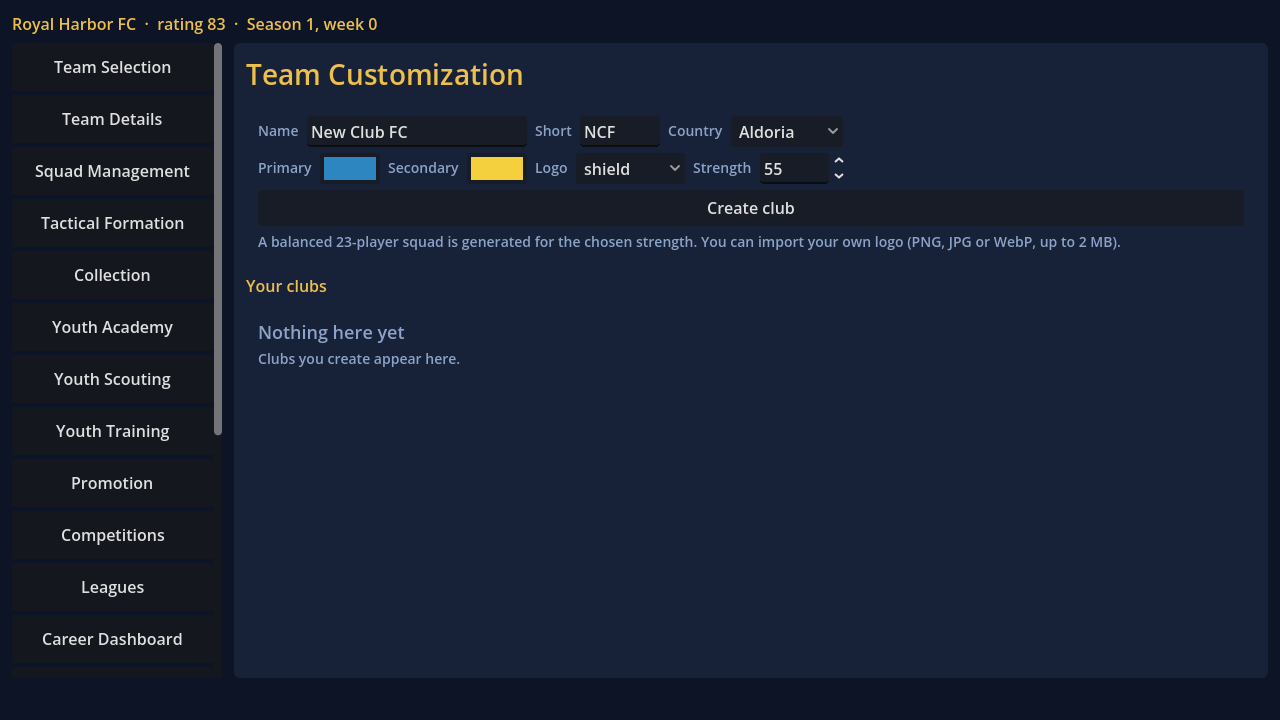 Royal Harbor FC · rating 83 · Season 1, week 0
Team Selection
Team Details
Squad Management
Tactical Formation
Collection
Youth Academy
Youth Scouting
Youth Training
Promotion
Competitions
Leagues
Career Dashboard
Team Customization
Name New Club FC Short NCF Country Aldoria
Primary Secondary Logo shield Strength 55
Create club
A balanced 23-player squad is generated for the chosen strength. You can import your own logo (PNG, JPG or WebP, up to 2 MB).
Your clubs
Nothing here yet
Clubs you create appear here.